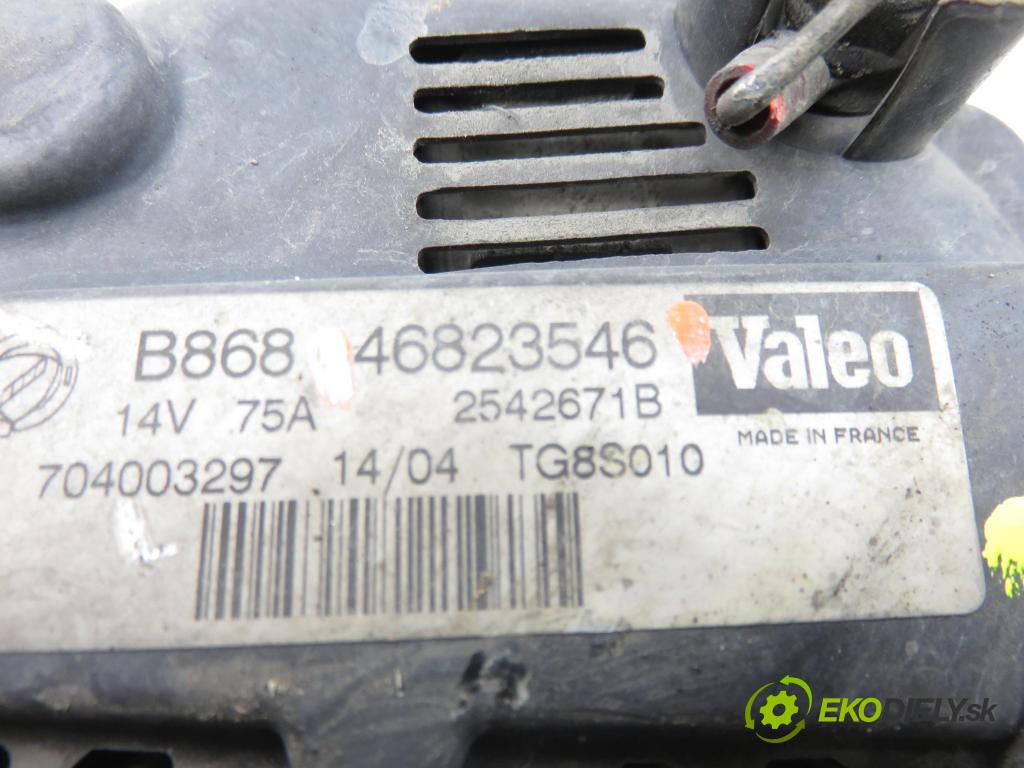 B868 46823546
Valeo
14V 75A 2542671B
MADE IN FRANCE
704003297 14/04 TG8S010
EKODIELY.sk